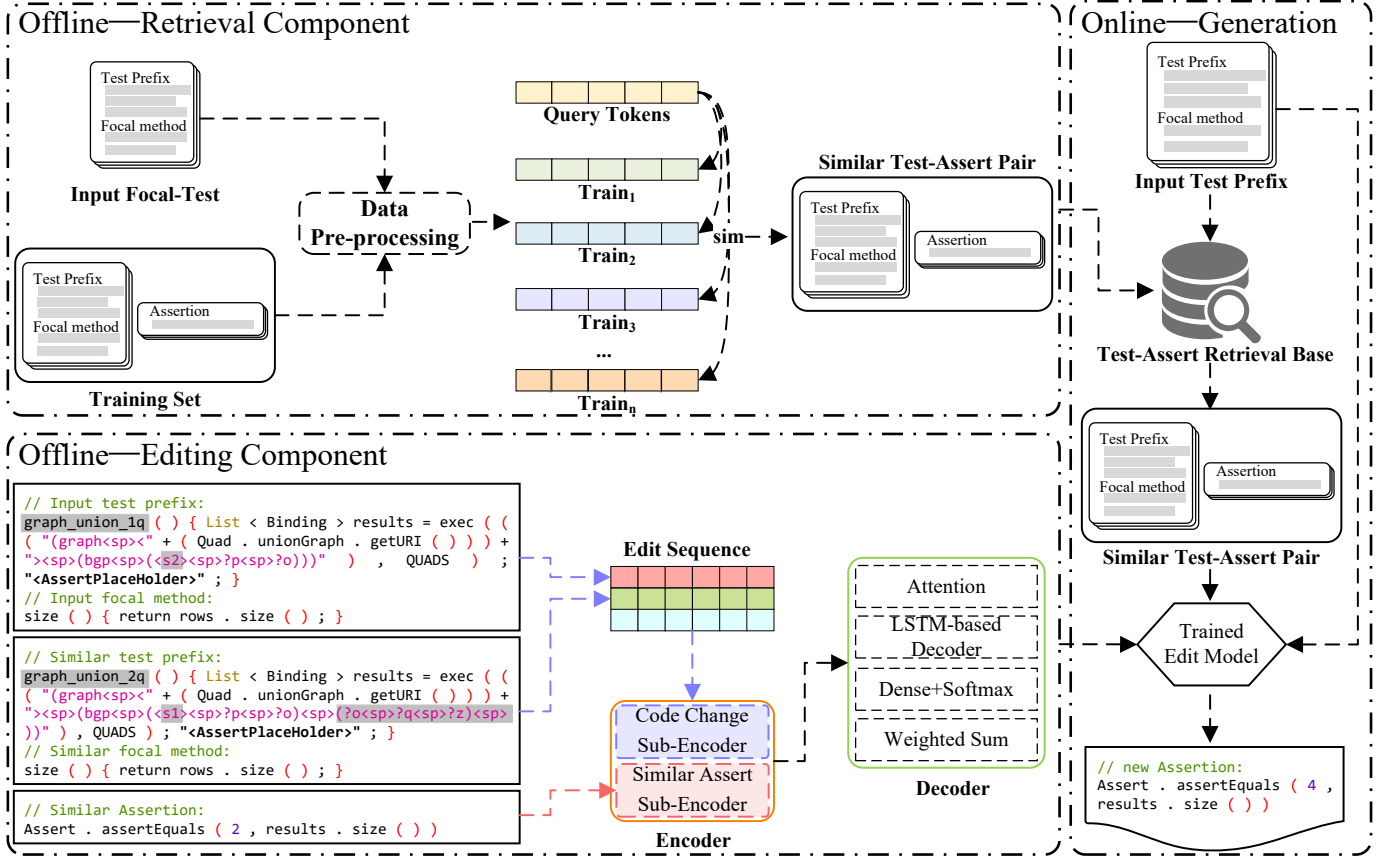 Offline—Retrieval Component
Test Prefix
Focal method
Input Focal-Test
Test Prefix
Focal method
Assertion
Training Set
Data
Pre-processing
Query Tokens
Train1
Train2
Train3
...
Trainn
sim
Similar Test-Assert Pair
Test Prefix
Focal method
Assertion
Offline—Editing Component
// Input test prefix:
graph_union_1q ( ) { List < Binding > results = exec ( (
( "(graph<sp><" + ( Quad . unionGraph . getURI ( ) ) ) +
"><sp>(bgp<sp>(<s2><sp>?p<sp>?o)))" ) , QUADS ) ;
"<AssertPlaceHolder>" ; }
// Input focal method:
size ( ) { return rows . size ( ) ; }
// Similar test prefix:
graph_union_2q ( ) { List < Binding > results = exec ( (
( "(graph<sp><" + ( Quad . unionGraph . getURI ( ) ) ) +
"><sp>(bgp<sp>(<s1><sp>?p<sp>?o)<sp>(?o<sp>?q<sp>?z)<sp>
))" ) , QUADS ) ; "<AssertPlaceHolder>" ; }
// Similar focal method:
size ( ) { return rows . size ( ) ; }
// Similar Assertion:
Assert . assertEquals ( 2 , results . size ( ) )
Edit Sequence
Code Change
Sub-Encoder
Similar Assert
Sub-Encoder
Encoder
Attention
LSTM-based
Decoder
Dense+Softmax
Weighted Sum
Decoder
Online—Generation
Test Prefix
Focal method
Input Test Prefix
Test-Assert Retrieval Base
Test Prefix
Focal method
Assertion
Similar Test-Assert Pair
Trained
Edit Model
// new Assertion:
Assert . assertEquals ( 4 ,
results . size ( ) )